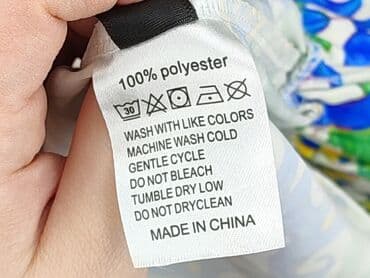 100% polyester
30
WASH WITH LIKE COLORS
MACHINE WASH COLD
GENTLE CYCLE
DO NOT BLEACH
TUMBLE DRY LOW
DO NOT DRYCLEAN
MADE IN CHINA